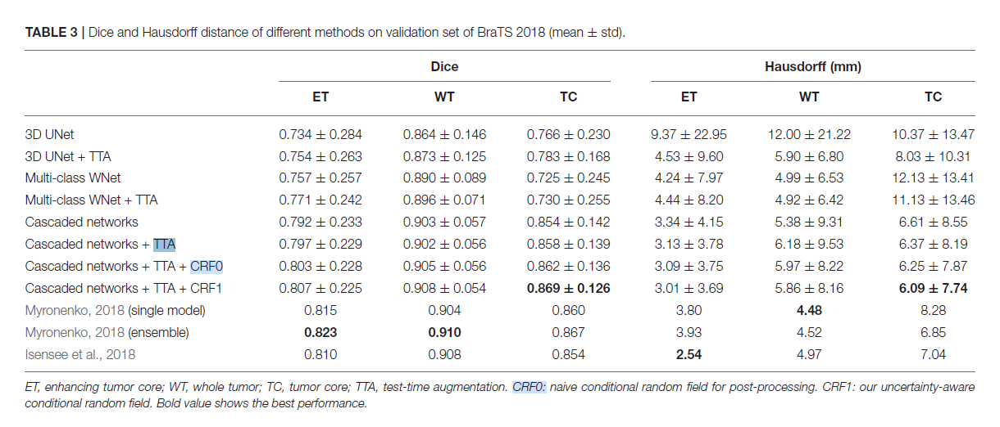 TABLE 3 | Dice and Hausdorff distance of different methods on validation set of BraTS 2018 (mean ± std).
Dice Hausdorff (mm)
ET WT TC ET WT TC
3D UNet 0.734 ± 0.284 0.864 ± 0.146 0.766 ± 0.230 9.37 ± 22.95 12.00 ± 21.22 10.37 ± 13.47
3D UNet + TTA 0.754 ± 0.263 0.873 ± 0.125 0.783 ± 0.168 4.53 ± 9.60 5.90 ± 6.80 8.03 ± 10.31
Multi-class WNet 0.757 ± 0.257 0.890 ± 0.089 0.725 ± 0.245 4.24 ± 7.97 4.99 ± 6.53 12.13 ± 13.41
Multi-class WNet + TTA 0.771 ± 0.242 0.896 ± 0.071 0.730 ± 0.255 4.44 ± 8.20 4.92 ± 6.42 11.13 ± 13.46
Cascaded networks 0.792 ± 0.233 0.903 ± 0.057 0.854 ± 0.142 3.34 ± 4.15 5.38 ± 9.31 6.61 ± 8.55
Cascaded networks + TTA 0.797 ± 0.229 0.902 ± 0.056 0.858 ± 0.139 3.13 ± 3.78 6.18 ± 9.53 6.37 ± 8.19
Cascaded networks + TTA + CRF0 0.803 ± 0.228 0.905 ± 0.056 0.862 ± 0.136 3.09 ± 3.75 5.97 ± 8.22 6.25 ± 7.87
Cascaded networks + TTA + CRF1 0.807 ± 0.225 0.908 ± 0.054 0.869 ± 0.126 3.01 ± 3.69 5.86 ± 8.16 6.09 ± 7.74
Myronenko, 2018 (single model) 0.815 0.904 0.860 3.80 4.48 8.28
Myronenko, 2018 (ensemble) 0.823 0.910 0.867 3.93 4.52 6.85
Isensee et al., 2018 0.810 0.908 0.854 2.54 4.97 7.04
ET, enhancing tumor core; WT, whole tumor; TC, tumor core; TTA, test-time augmentation. CRF0: naive conditional random field for post-processing. CRF1: our uncertainty-aware
conditional random field. Bold value shows the best performance.